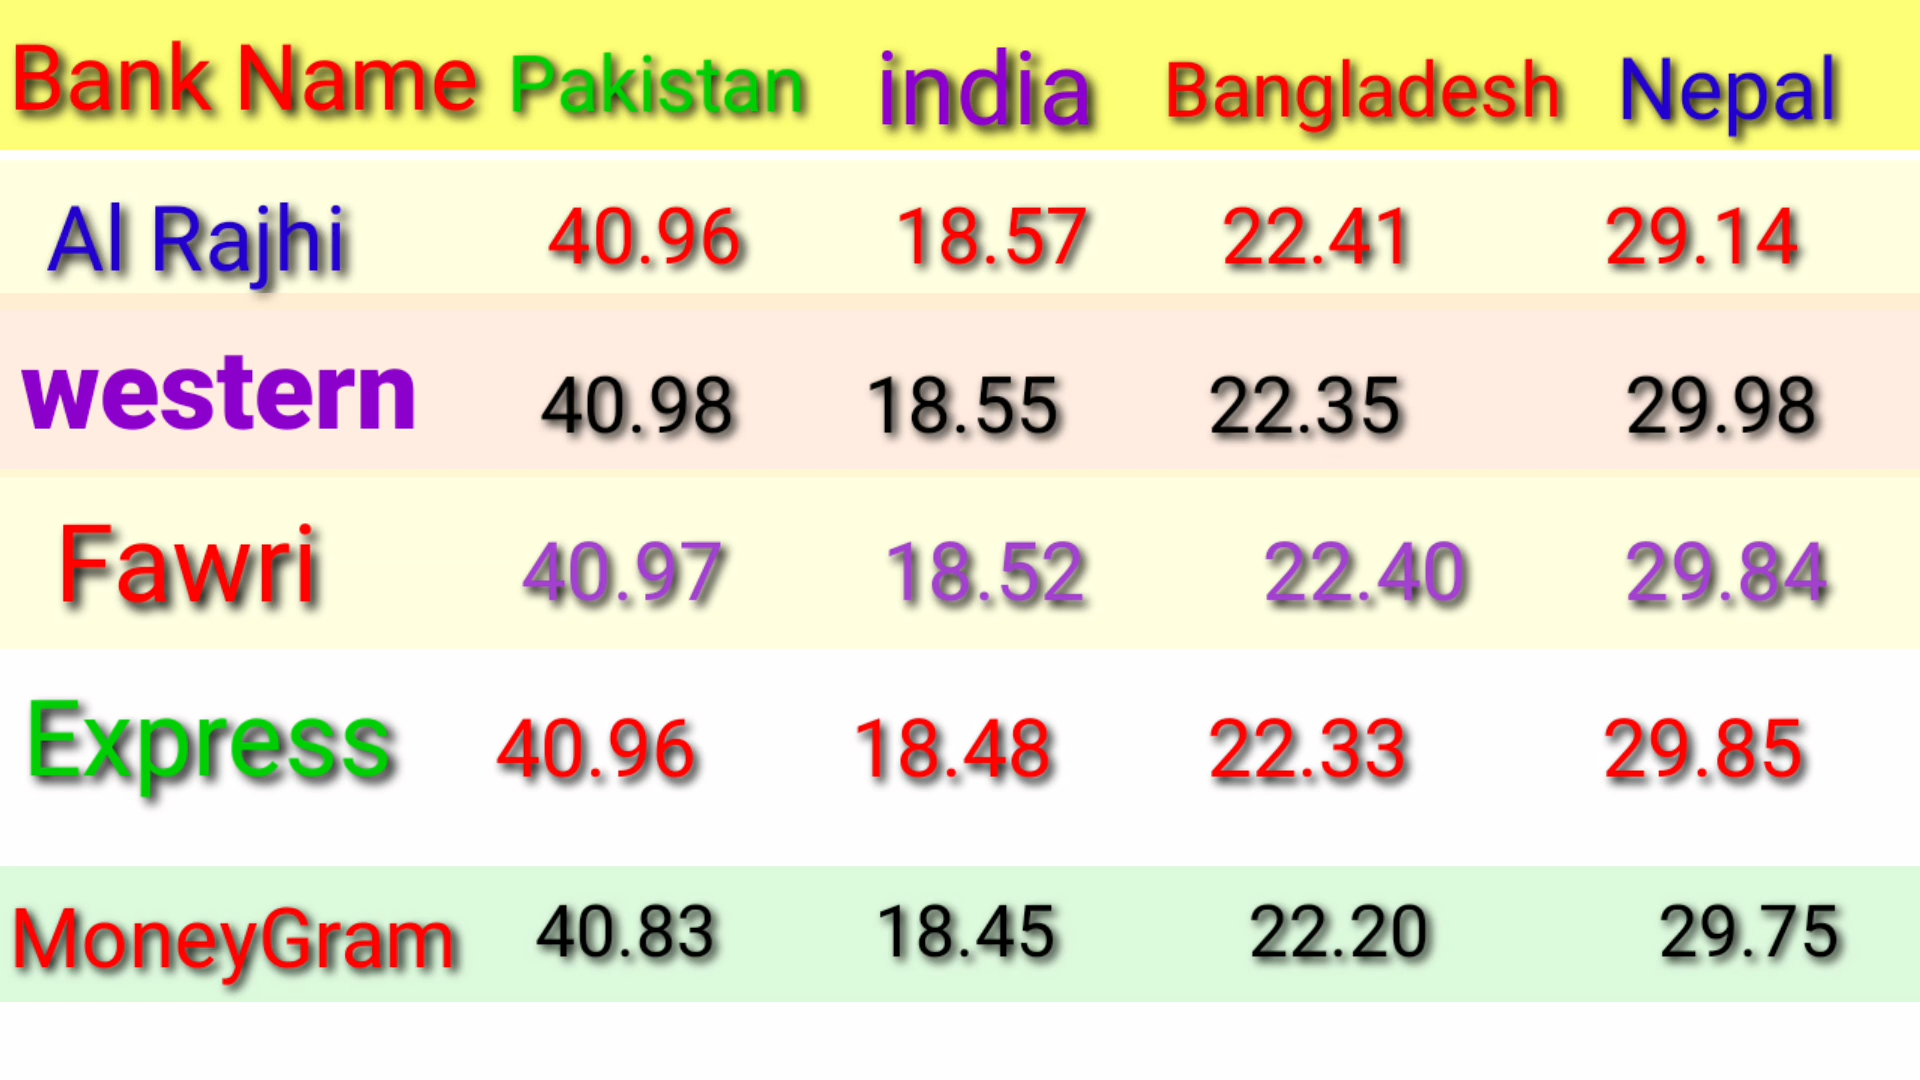 Bank Name Pakistan india Bangladesh Nepal
Al Rajhi 40.96 18.57 22.41 29.14
western 40.98 18.55 22.35 29.98
Fawri 40.97 18.52 22.40 29.84
Express 40.96 18.48 22.33 29.85
MoneyGram 40.83 18.45 22.20 29.75